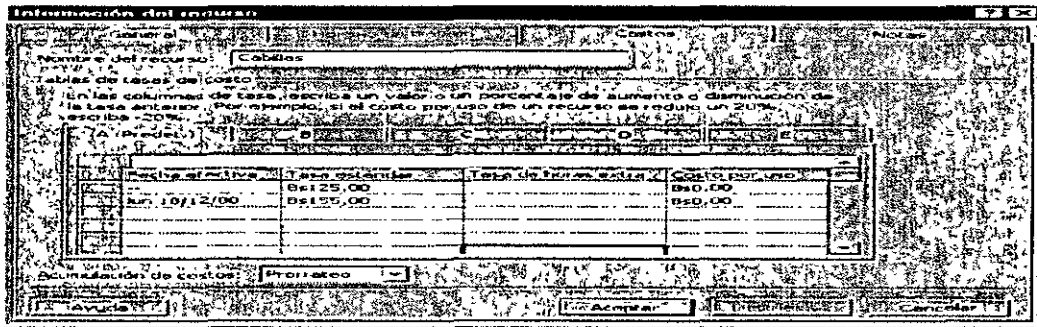 Información del recurso
General Costos Notas
Nombre del recurso: Cabillas
Tablas de tasas de costo
En las columnas de tasa, escriba un valor o un porcentaje de aumento o disminución de
la tasa anterior. Por ejemplo, si el costo por uso de un recurso se redujo un 20%,
escriba -20%.
A (Predet.) B C D E
Fecha efectiva Tasa estándar Tasa de horas extra Costo por uso
-- Bs125,00 Bs0,00
lun 10/12/00 Bs155,00 Bs0,00
Acumulación de costos: Prorrateo
Ayuda Aceptar Cancelar